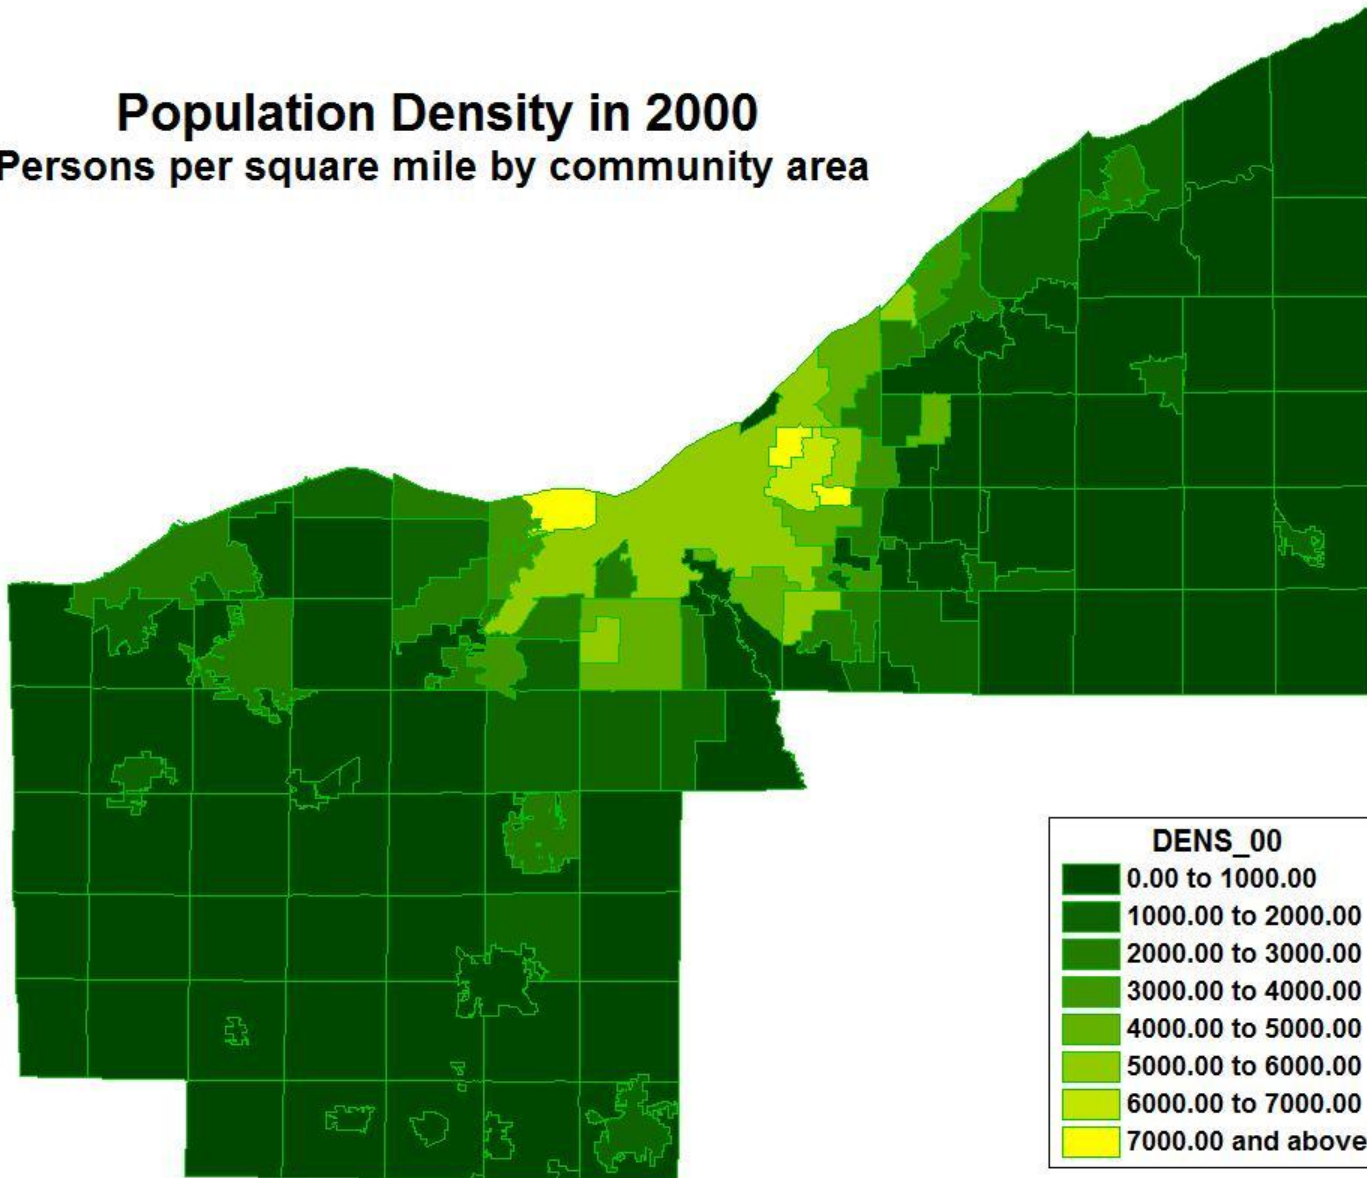 Population Density in 2000
Persons per square mile by community area
DENS_00
0.00 to 1000.00
1000.00 to 2000.00
2000.00 to 3000.00
3000.00 to 4000.00
4000.00 to 5000.00
5000.00 to 6000.00
6000.00 to 7000.00
7000.00 and above